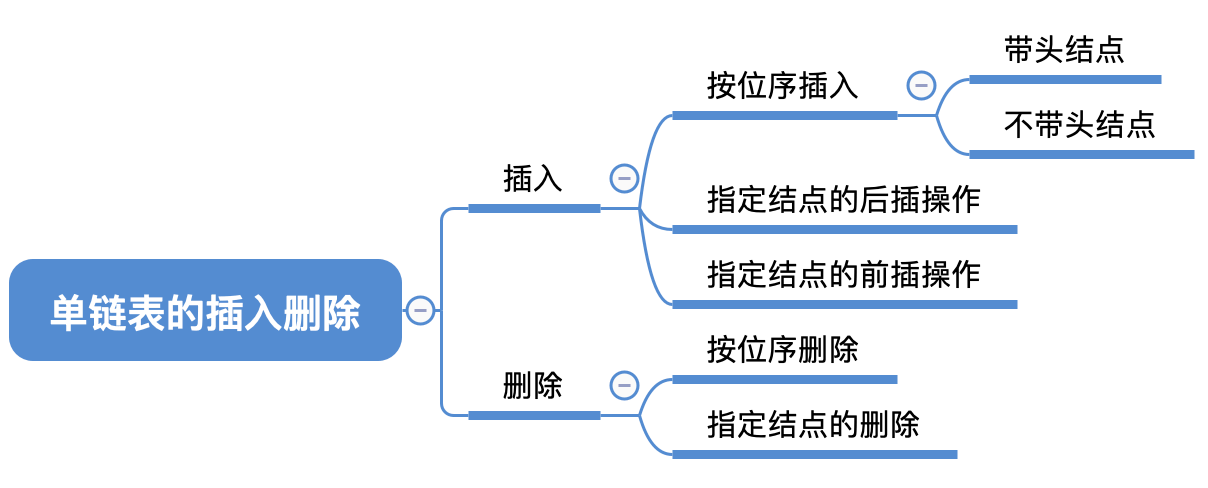 单链表的插入删除
插入
按位序插入
带头结点
不带头结点
指定结点的后插操作
指定结点的前插操作
删除
按位序删除
指定结点的删除